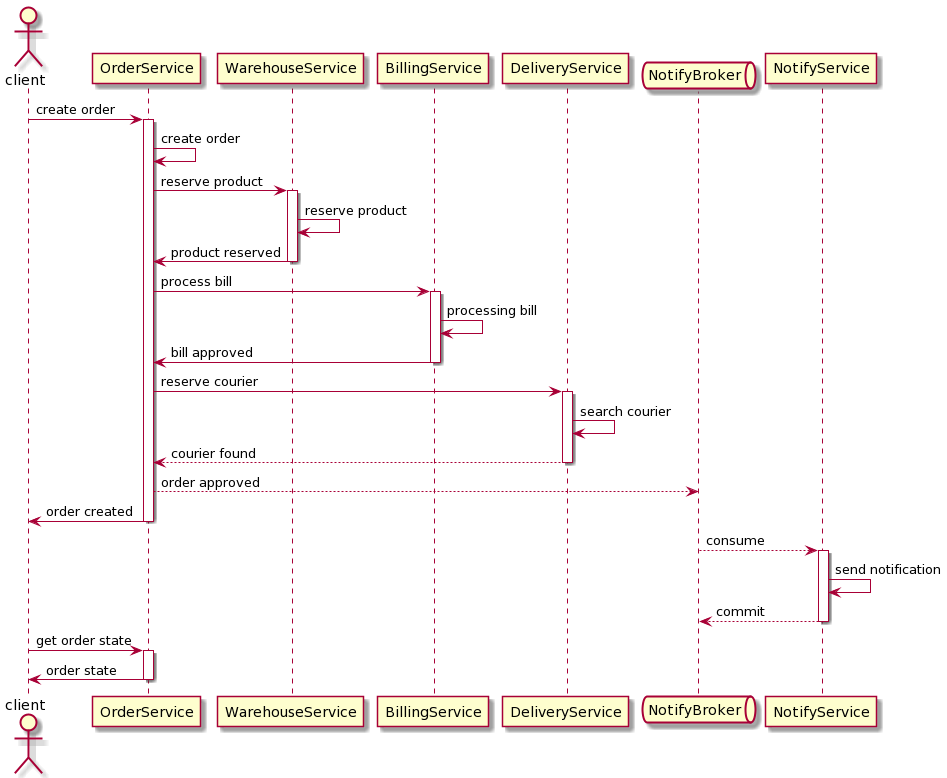 client
OrderService
WarehouseService
BillingService
DeliveryService
NotifyBroker
NotifyService
create order
create order
reserve product
reserve product
product reserved
process bill
processing bill
bill approved
reserve courier
search courier
courier found
order approved
order created
consume
send notification
commit
get order state
order state
client
OrderService
WarehouseService
BillingService
DeliveryService
NotifyBroker
NotifyService